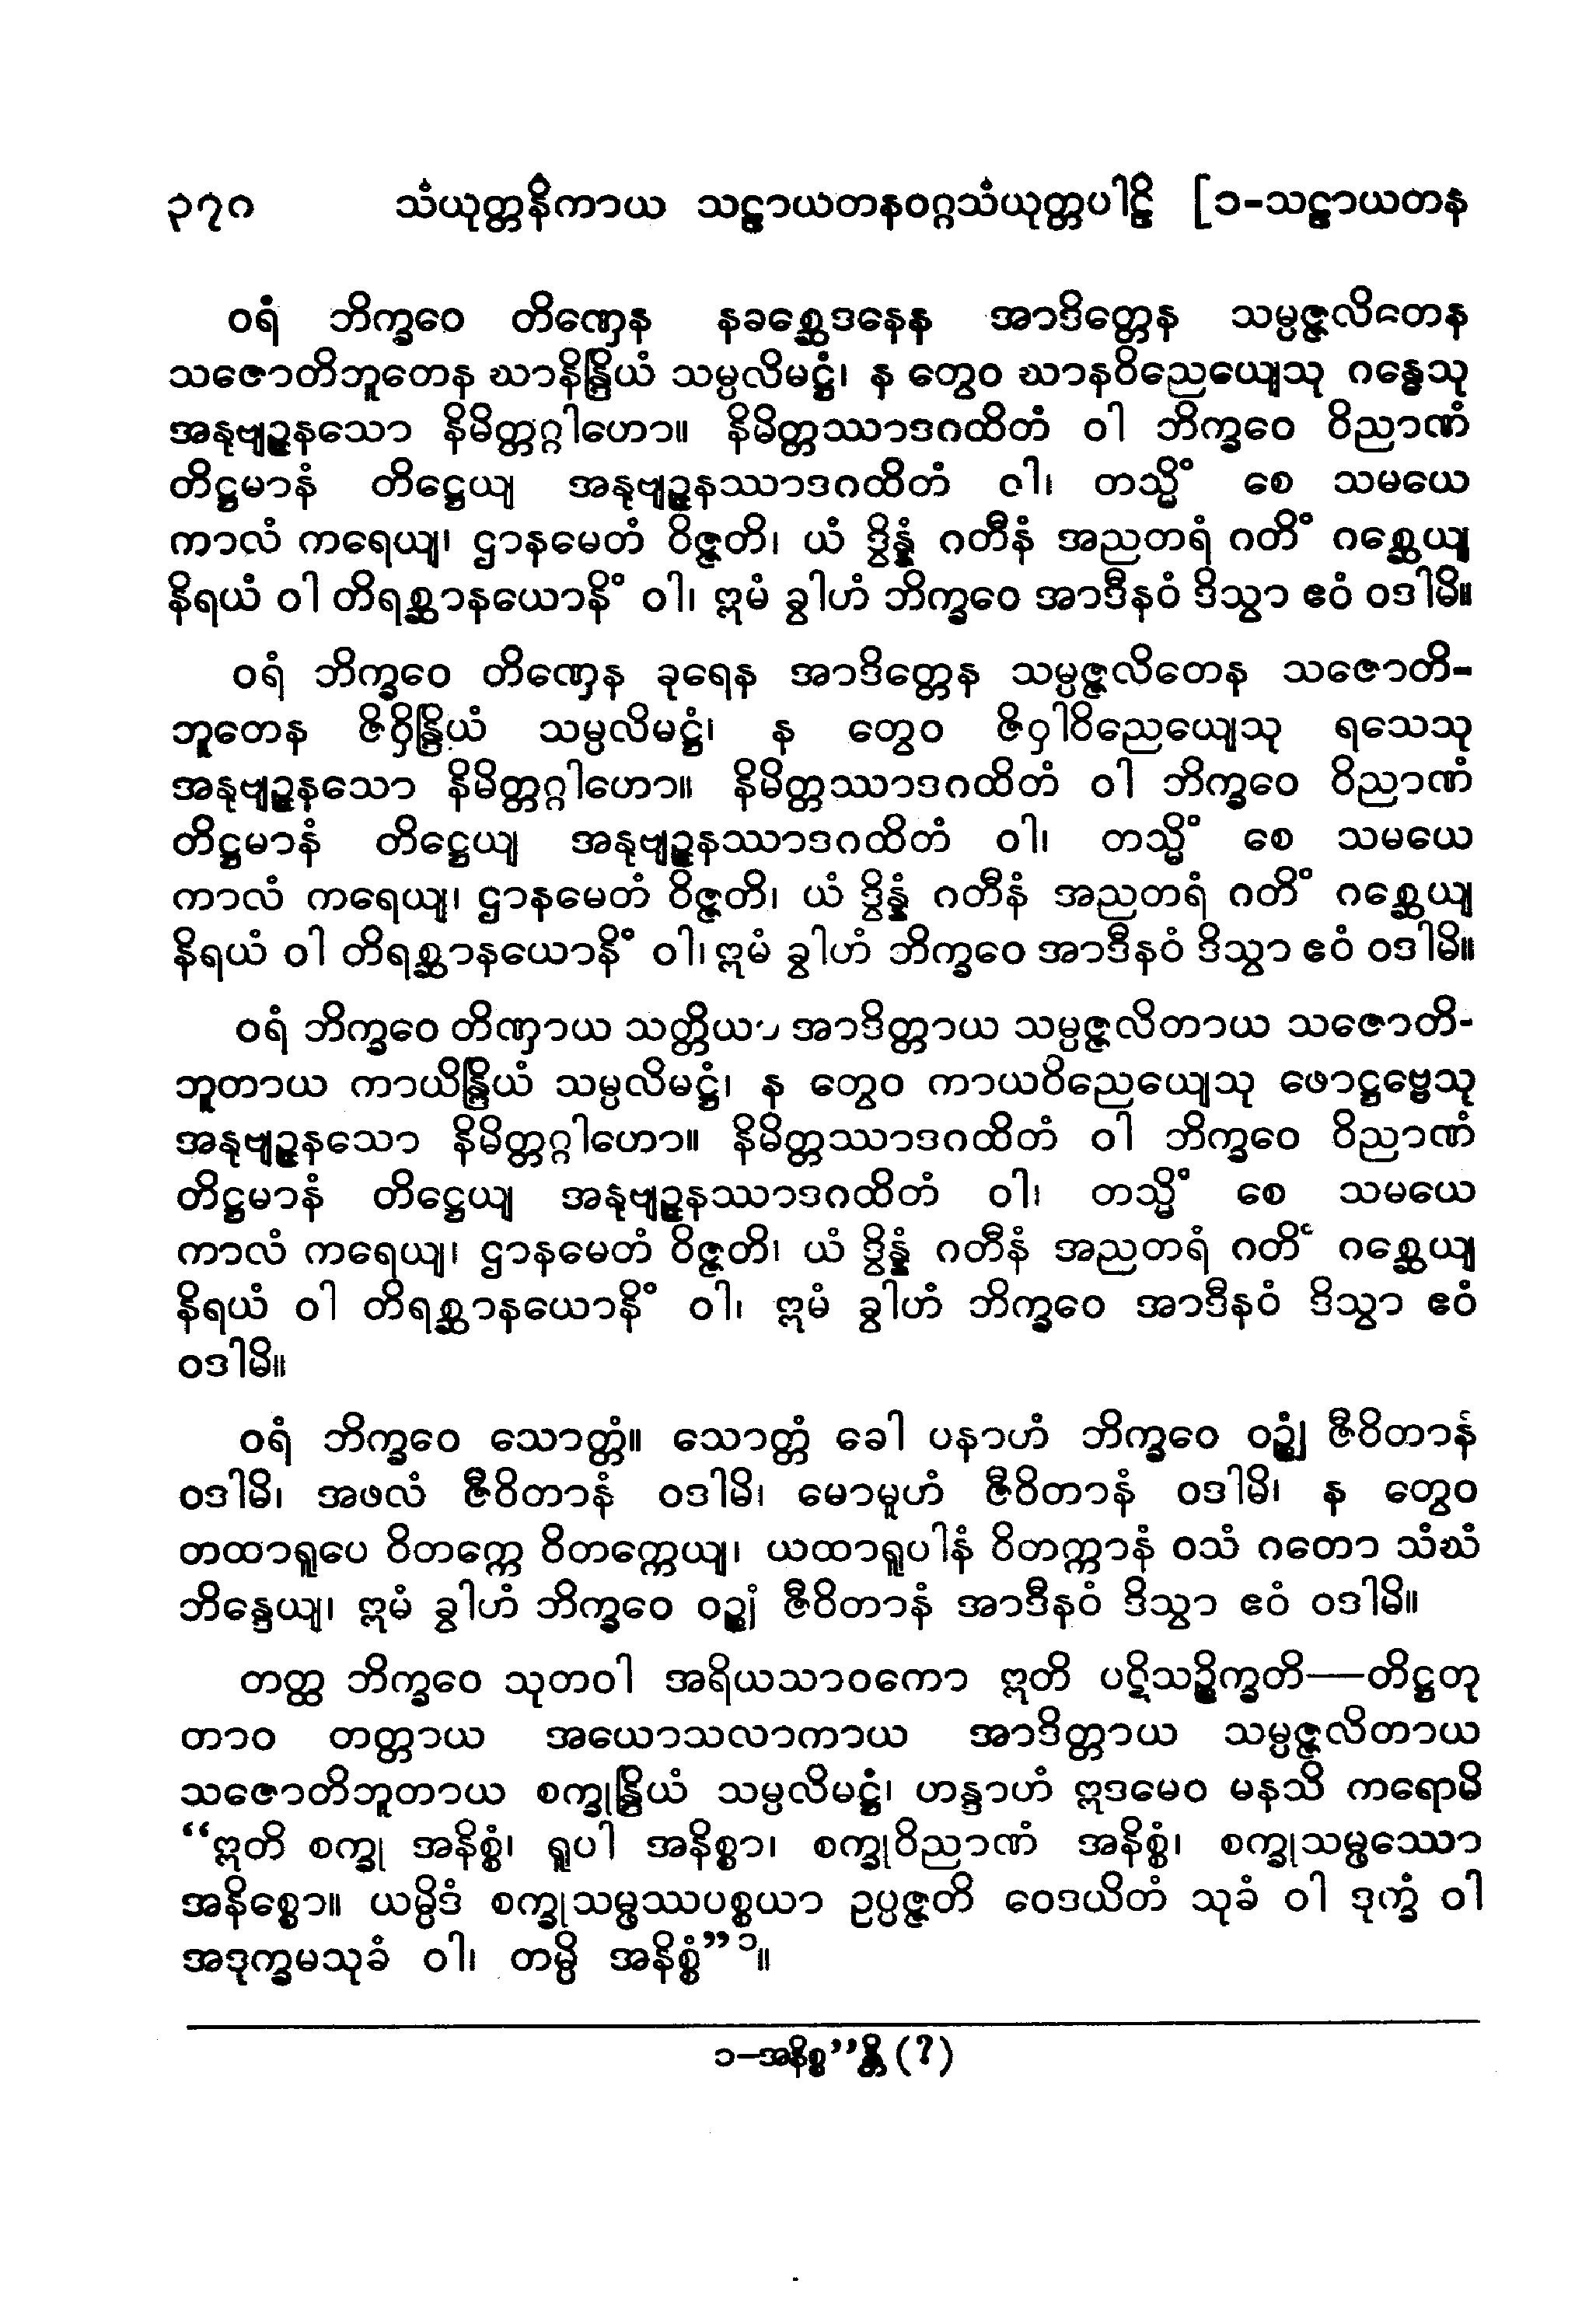 ၃၇ဂ သံယုတ္တနိကာယ သဠာယတနဝဂ္ဂသံယုတ္တပါဠိ [၁-သဠာယတန
ဝရံ ဘိက္ခဝေ တိဏှေန နခစ္ဆေဒနေန အာဒိတ္တေန သမ္ပဇ္ဇလိတေန
သဇောတိဘူတေန ဃာနိန္ဒြိယံ သမ္ပလိမဋ္ဌံ၊ န တွေဝ ဃာနဝိညေယျေသု ဂန္ဓေသု
အနုဗျဉ္ဇနသော နိမိတ္တဂ္ဂါဟော။ နိမိတ္တဿာဒဂထိတံ ဝါ ဘိက္ခဝေ ဝိညာဏံ
တိဋ္ဌမာနံ တိဋ္ဌေယျ အနုဗျဉ္ဇနဿာဒဂထိတံ ဝါ၊ တသ္မိံ စေ သမယေ
ကာလံ ကရေယျ၊ ဌာနမေတံ ဝိဇ္ဇတိ၊ ယံ ဒွိန္နံ ဂတီနံ အညတရံ ဂတိံ ဂစ္ဆေယျ
နိရယံ ဝါ တိရစ္ဆာနယောနိံ ဝါ၊ ဣမံ ခွါဟံ ဘိက္ခဝေ အာဒီနဝံ ဒိသွာ ဧဝံ ဝဒါမိ။
ဝရံ ဘိက္ခဝေ တိဏှေန ခုရေန အာဒိတ္တေန သမ္ပဇ္ဇလိတေန သဇောတိ-
ဘူတေန ဇိဝှိန္ဒြိယံ သမ္ပလိမဋ္ဌံ၊ န တွေဝ ဇိဝှါဝိညေယျေသု ရသေသု
အနုဗျဉ္ဇနသော နိမိတ္တဂ္ဂါဟော။ နိမိတ္တဿာဒဂထိတံ ဝါ ဘိက္ခဝေ ဝိညာဏံ
တိဋ္ဌမာနံ တိဋ္ဌေယျ အနုဗျဉ္ဇနဿာဒဂထိတံ ဝါ၊ တသ္မိံ စေ သမယေ
ကာလံ ကရေယျ၊ ဌာနမေတံ ဝိဇ္ဇတိ၊ ယံ ဒွိန္နံ ဂတီနံ အညတရံ ဂတိံ ဂစ္ဆေယျ
နိရယံ ဝါ တိရစ္ဆာနယောနိံ ဝါ၊ ဣမံ ခွါဟံ ဘိက္ခဝေ အာဒီနဝံ ဒိသွာ ဧဝံ ဝဒါမိ။
ဝရံ ဘိက္ခဝေ တိဏှာယ သတ္တိယာ အာဒိတ္တာယ သမ္ပဇ္ဇလိတာယ သဇောတိ-
ဘူတာယ ကာယိန္ဒြိယံ သမ္ပလိမဋ္ဌံ၊ န တွေဝ ကာယဝိညေယျေသု ဖောဋ္ဌဗ္ဗေသု
အနုဗျဉ္ဇနသော နိမိတ္တဂ္ဂါဟော။ နိမိတ္တဿာဒဂထိတံ ဝါ ဘိက္ခဝေ ဝိညာဏံ
တိဋ္ဌမာနံ တိဋ္ဌေယျ အနုဗျဉ္ဇနဿာဒဂထိတံ ဝါ၊ တသ္မိံ စေ သမယေ
ကာလံ ကရေယျ၊ ဌာနမေတံ ဝိဇ္ဇတိ၊ ယံ ဒွိန္နံ ဂတီနံ အညတရံ ဂတိံ ဂစ္ဆေယျ
နိရယံ ဝါ တိရစ္ဆာနယောနိံ ဝါ၊ ဣမံ ခွါဟံ ဘိက္ခဝေ အာဒီနဝံ ဒိသွာ ဧဝံ
ဝဒါမိ။
ဝရံ ဘိက္ခဝေ သောတ္တံ။ သောတ္တံ ခေါ ပနာဟံ ဘိက္ခဝေ ဝဉ္ဈံ ဇီဝိတာနံ
ဝဒါမိ၊ အဖလံ ဇီဝိတာနံ ဝဒါမိ၊ မောမူဟံ ဇီဝိတာနံ ဝဒါမိ၊ န တွေဝ
တထာရူပေ ဝိတက္ကေ ဝိတက္ကေယျ၊ ယထာရူပါနံ ဝိတက္ကာနံ ဝသံ ဂတော သံဃံ
ဘိန္ဒေယျ၊ ဣမံ ခွါဟံ ဘိက္ခဝေ ဝဉ္ဈံ ဇီဝိတာနံ အာဒီနဝံ ဒိသွာ ဧဝံ ဝဒါမိ။
တတ္ထ ဘိက္ခဝေ သုတဝါ အရိယသာဝကော ဣတိ ပဋိသဉ္စိက္ခတိ—တိဋ္ဌတု
တာဝ တတ္တာယ အယောသလာကာယ အာဒိတ္တာယ သမ္ပဇ္ဇလိတာယ
သဇောတိဘူတာယ စက္ခုန္ဒြိယံ သမ္ပလိမဋ္ဌံ၊ ဟန္ဒာဟံ ဣဒမေဝ မနသိ ကရောမိ
“ဣတိ စက္ခု အနိစ္စံ၊ ရူပါ အနိစ္စာ၊ စက္ခုဝိညာဏံ အနိစ္စံ၊ စက္ခုသမ္ဖဿော
အနိစ္စော။ ယမ္ပိဒံ စက္ခုသမ္ဖဿပစ္စယာ ဥပ္ပဇ္ဇတိ ဝေဒယိတံ သုခံ ဝါ ဒုက္ခံ ဝါ
အဒုက္ခမသုခံ ဝါ၊ တမ္ပိ အနိစ္စံ”၁။
၁—အနိစ္စ”န္တိ (?)